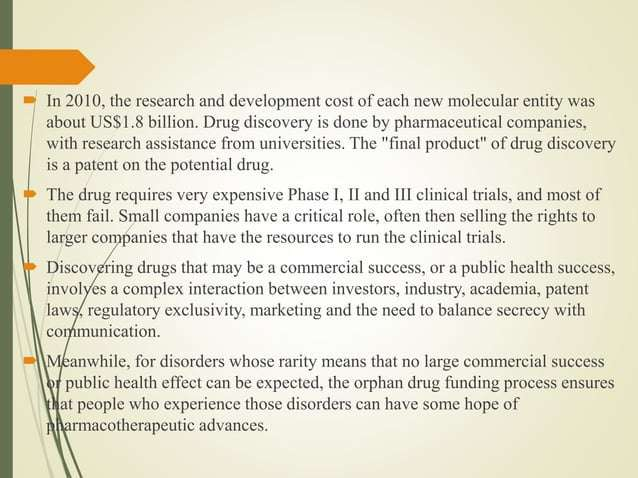 In 2010, the research and development cost of each new molecular entity was
about US$1.8 billion. Drug discovery is done by pharmaceutical companies,
with research assistance from universities. The "final product" of drug discovery
is a patent on the potential drug.
The drug requires very expensive Phase I, II and III clinical trials, and most of
them fail. Small companies have a critical role, often then selling the rights to
larger companies that have the resources to run the clinical trials.
Discovering drugs that may be a commercial success, or a public health success,
involves a complex interaction between investors, industry, academia, patent
laws, regulatory exclusivity, marketing and the need to balance secrecy with
communication.
Meanwhile, for disorders whose rarity means that no large commercial success
or public health effect can be expected, the orphan drug funding process ensures
that people who experience those disorders can have some hope of
pharmacotherapeutic advances.